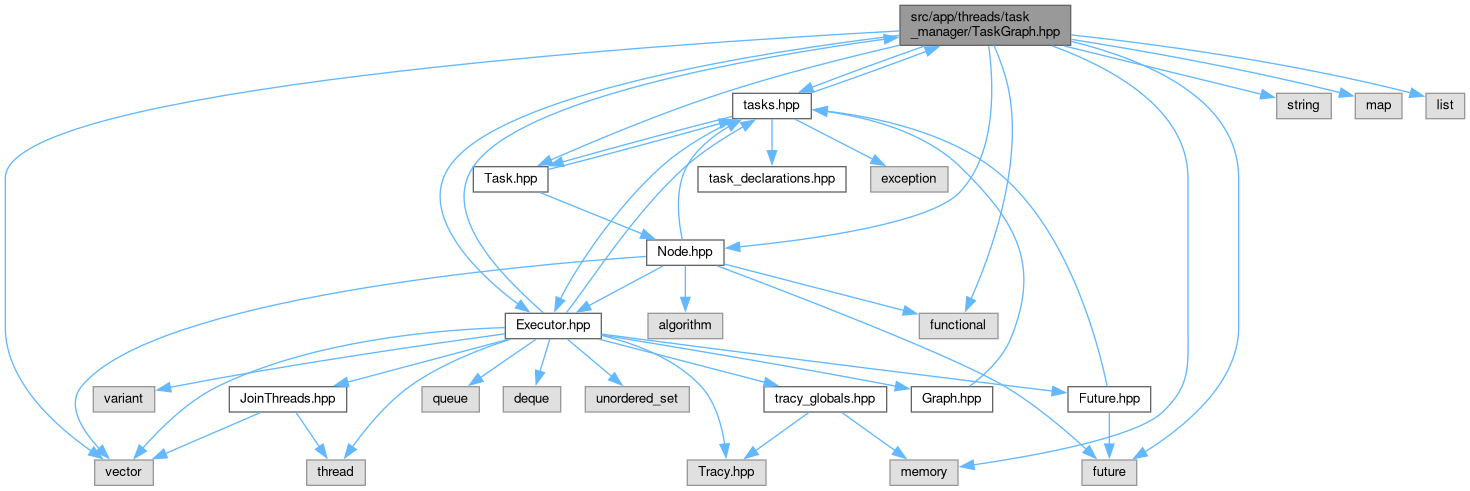 src/app/threads/task
_manager/TaskGraph.hpp
tasks.hpp
string
map
list
Task.hpp
task_declarations.hpp
exception
Node.hpp
Executor.hpp
algorithm
functional
variant
JoinThreads.hpp
queue
deque
unordered_set
tracy_globals.hpp
Graph.hpp
Future.hpp
vector
thread
Tracy.hpp
memory
future